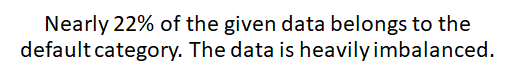 Nearly 22% of the given data belongs to the
default category. The data is heavily imbalanced.